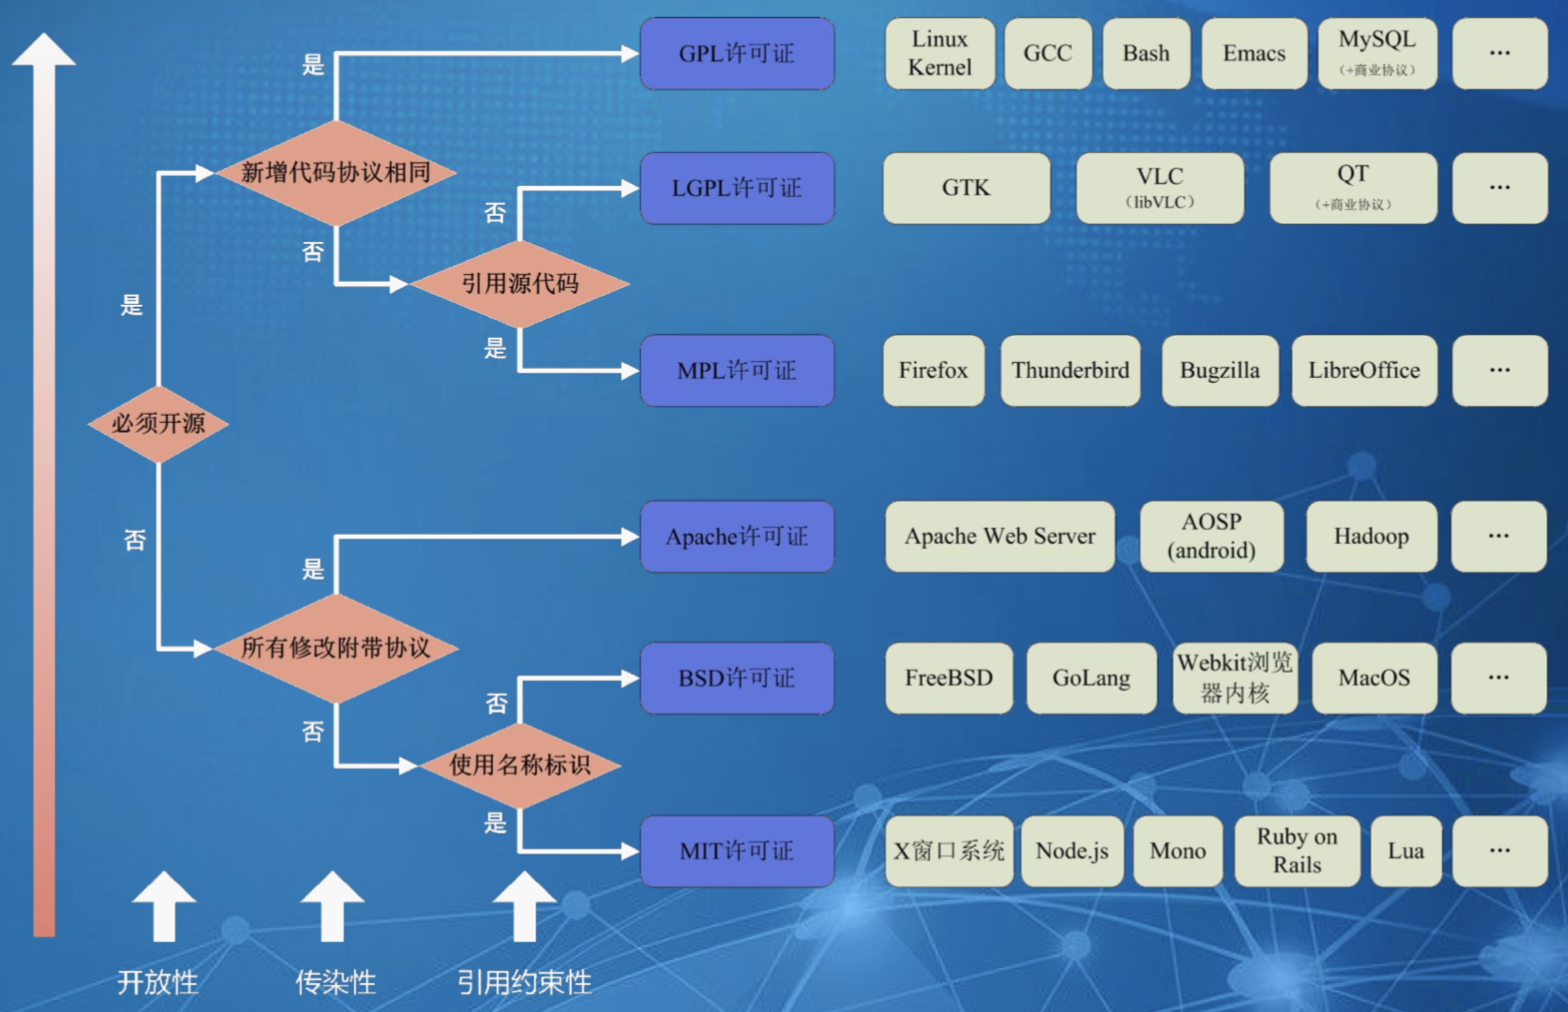 是
GPL许可证
Linux
Kernel
GCC
Bash
Emacs
MySQL
（+商业协议）
...
新增代码协议相同
否
否
LGPL许可证
GTK
VLC
（libVLC）
QT
（+商业协议）
...
引用源代码
是
是
MPL许可证
Firefox
Thunderbird
Bugzilla
LibreOffice
...
必须开源
否
是
Apache许可证
Apache Web Server
AOSP
(android)
Hadoop
...
所有修改附带协议
否
否
BSD许可证
FreeBSD
GoLang
Webkit浏览
器内核
MacOS
...
使用名称标识
是
MIT许可证
X窗口系统
Node.js
Mono
Ruby on
Rails
Lua
...
开放性
传染性
引用约束性